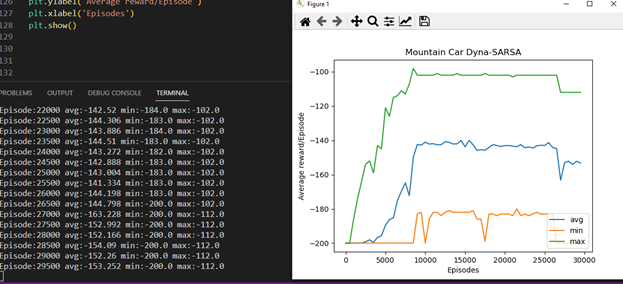 126 plt.ylabel('Average reward/Episode')
127 plt.xlabel('Episodes')
128 plt.show()
129
130
131
132
PROBLEMS OUTPUT DEBUG CONSOLE TERMINAL
Episode:22000 avg:-142.52 min:-184.0 max:-102.0
Episode:22500 avg:-144.306 min:-183.0 max:-102.0
Episode:23000 avg:-143.886 min:-184.0 max:-102.0
Episode:23500 avg:-144.51 min:-183.0 max:-102.0
Episode:24000 avg:-143.272 min:-182.0 max:-102.0
Episode:24500 avg:-142.888 min:-183.0 max:-102.0
Episode:25000 avg:-143.004 min:-183.0 max:-102.0
Episode:25500 avg:-141.334 min:-183.0 max:-102.0
Episode:26000 avg:-144.198 min:-183.0 max:-102.0
Episode:26500 avg:-144.798 min:-200.0 max:-102.0
Episode:27000 avg:-163.228 min:-200.0 max:-112.0
Episode:27500 avg:-152.992 min:-200.0 max:-112.0
Episode:28000 avg:-152.166 min:-200.0 max:-112.0
Episode:28500 avg:-154.09 min:-200.0 max:-112.0
Episode:29000 avg:-152.26 min:-200.0 max:-112.0
Episode:29500 avg:-153.252 min:-200.0 max:-112.0
Figure 1
Mountain Car Dyna-SARSA
Average reward/Episode
−100
−120
−140
−160
−180
−200
avg
min
max
0 5000 10000 15000 20000 25000 30000
Episodes